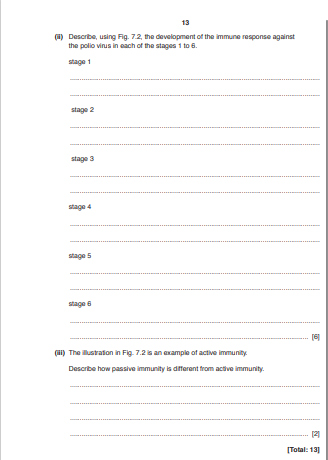 13
(ii) Describe, using Fig. 7.2, the development of the immune response against
the polio virus in each of the stages 1 to 6.
stage 1
stage 2
stage 3
stage 4
stage 5
stage 6
[6]
(iii) The illustration in Fig. 7.2 is an example of active immunity.
Describe how passive immunity is different from active immunity.
[2]
[Total: 13]